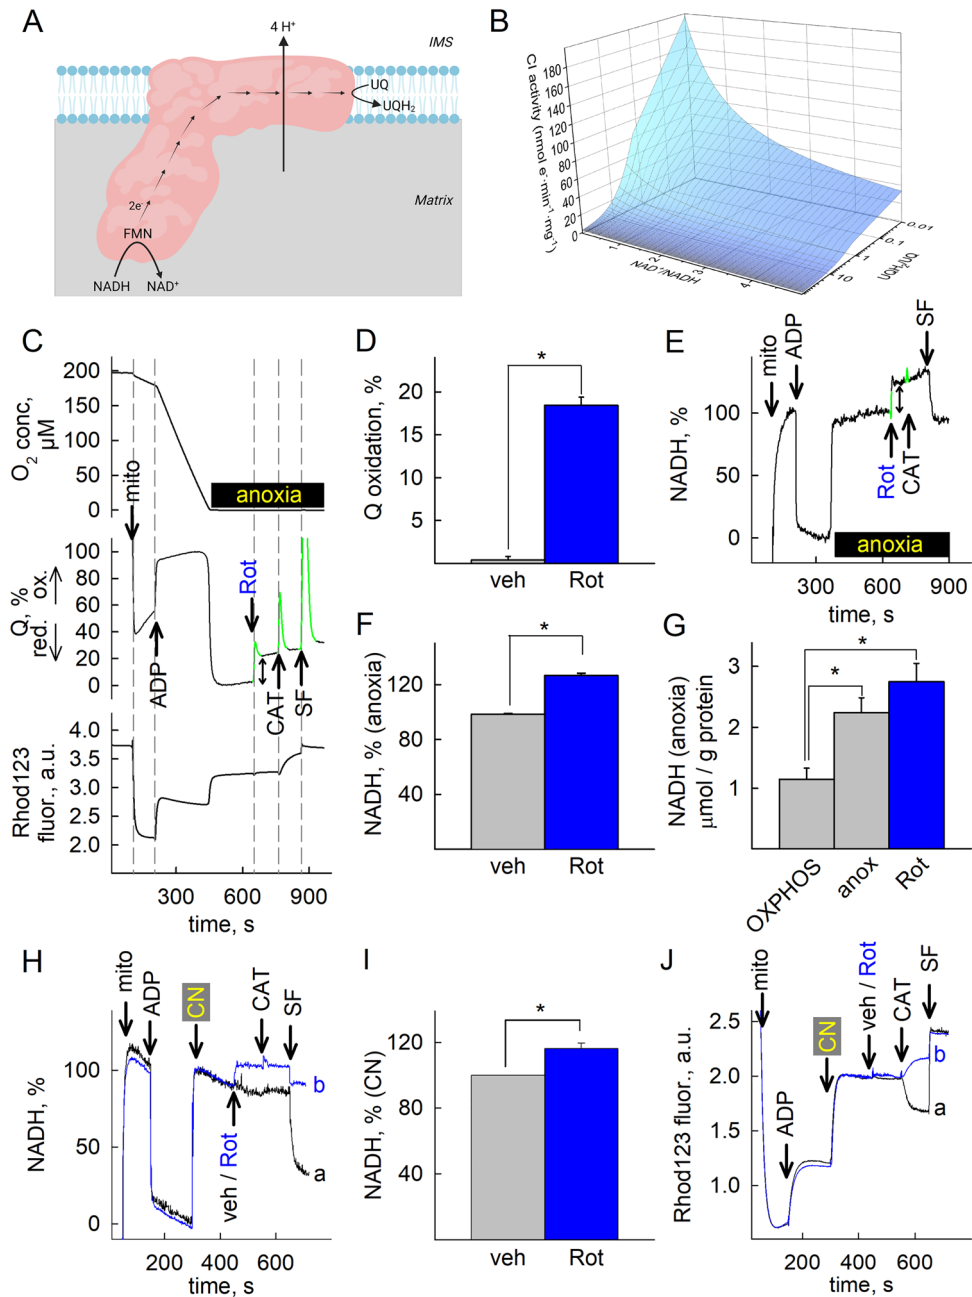 A
4 H⁺
IMS
UQ
UQH₂
Matrix
2e⁻
FMN
NADH
NAD⁺
B
CI activity (nmol e⁻·min⁻¹·mg⁻¹)
180
160
140
120
100
80
60
40
20
0
1
2
3
4
NAD⁺/NADH
0.01
0.1
1
10
UQH₂/UQ
C
O₂ conc, μM
200
150
100
50
0
anoxia
mito
Q, %
red. ox.
100
80
60
40
20
0
ADP
Rot
CAT
SF
Rhod123 fluor., a.u.
4.0
3.5
3.0
2.5
2.0
300
600
900
time, s
D
Q oxidation, %
20
15
10
5
*
veh
Rot
E
mito
ADP
SF
NADH, %
100
0
Rot
CAT
anoxia
300
600
900
time, s
F
NADH, % (anoxia)
120
80
40
*
veh
Rot
G
NADH (anoxia)
μmol / g protein
3
2
1
*
*
OXPHOS
anox
Rot
H
mito
ADP
CN
CAT
SF
NADH, %
100
50
0
b
a
veh / Rot
200
400
600
time, s
I
NADH, % (CN)
120
80
40
*
veh
Rot
J
mito
ADP
CN
veh / Rot
CAT
SF
Rhod123 fluor., a.u.
2.5
2.0
1.5
1.0
b
a
200
400
600
time, s